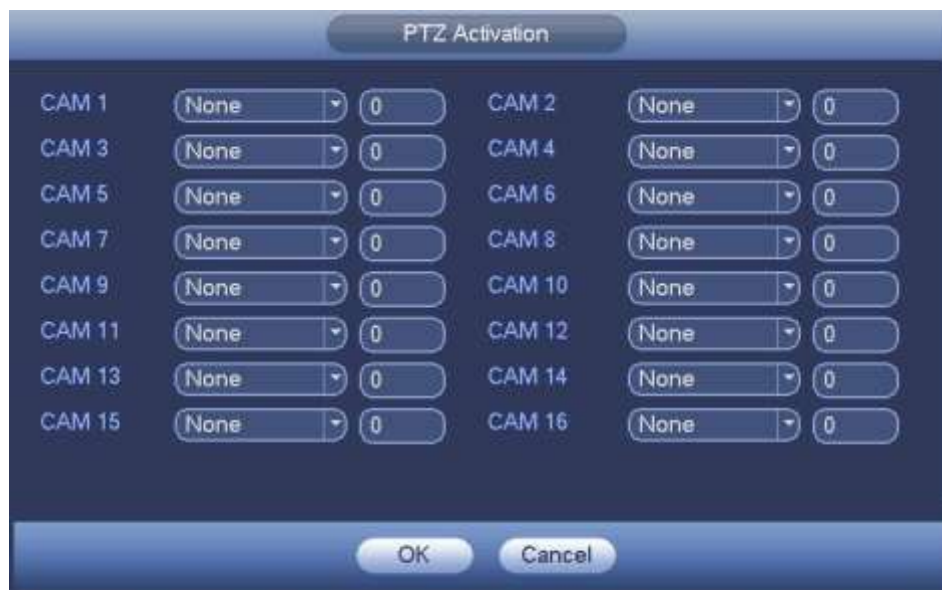 PTZ Activation
CAM 1 None 0 CAM 2 None 0
CAM 3 None 0 CAM 4 None 0
CAM 5 None 0 CAM 6 None 0
CAM 7 None 0 CAM 8 None 0
CAM 9 None 0 CAM 10 None 0
CAM 11 None 0 CAM 12 None 0
CAM 13 None 0 CAM 14 None 0
CAM 15 None 0 CAM 16 None 0
OK Cancel